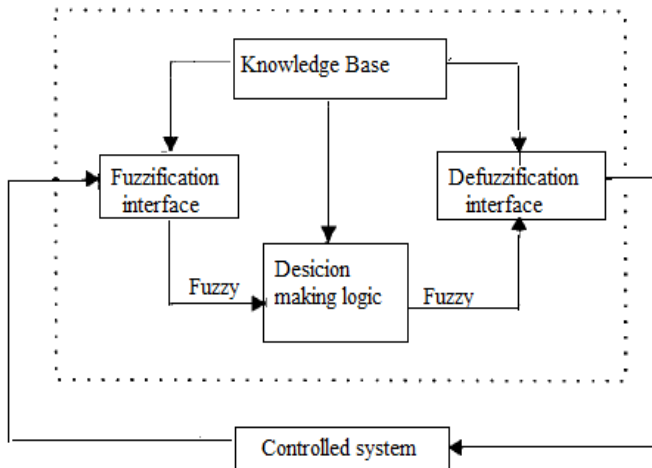 Knowledge Base
Fuzzification
interface
Defuzzification
interface
Fuzzy
Desicion
making logic
Fuzzy
Controlled system